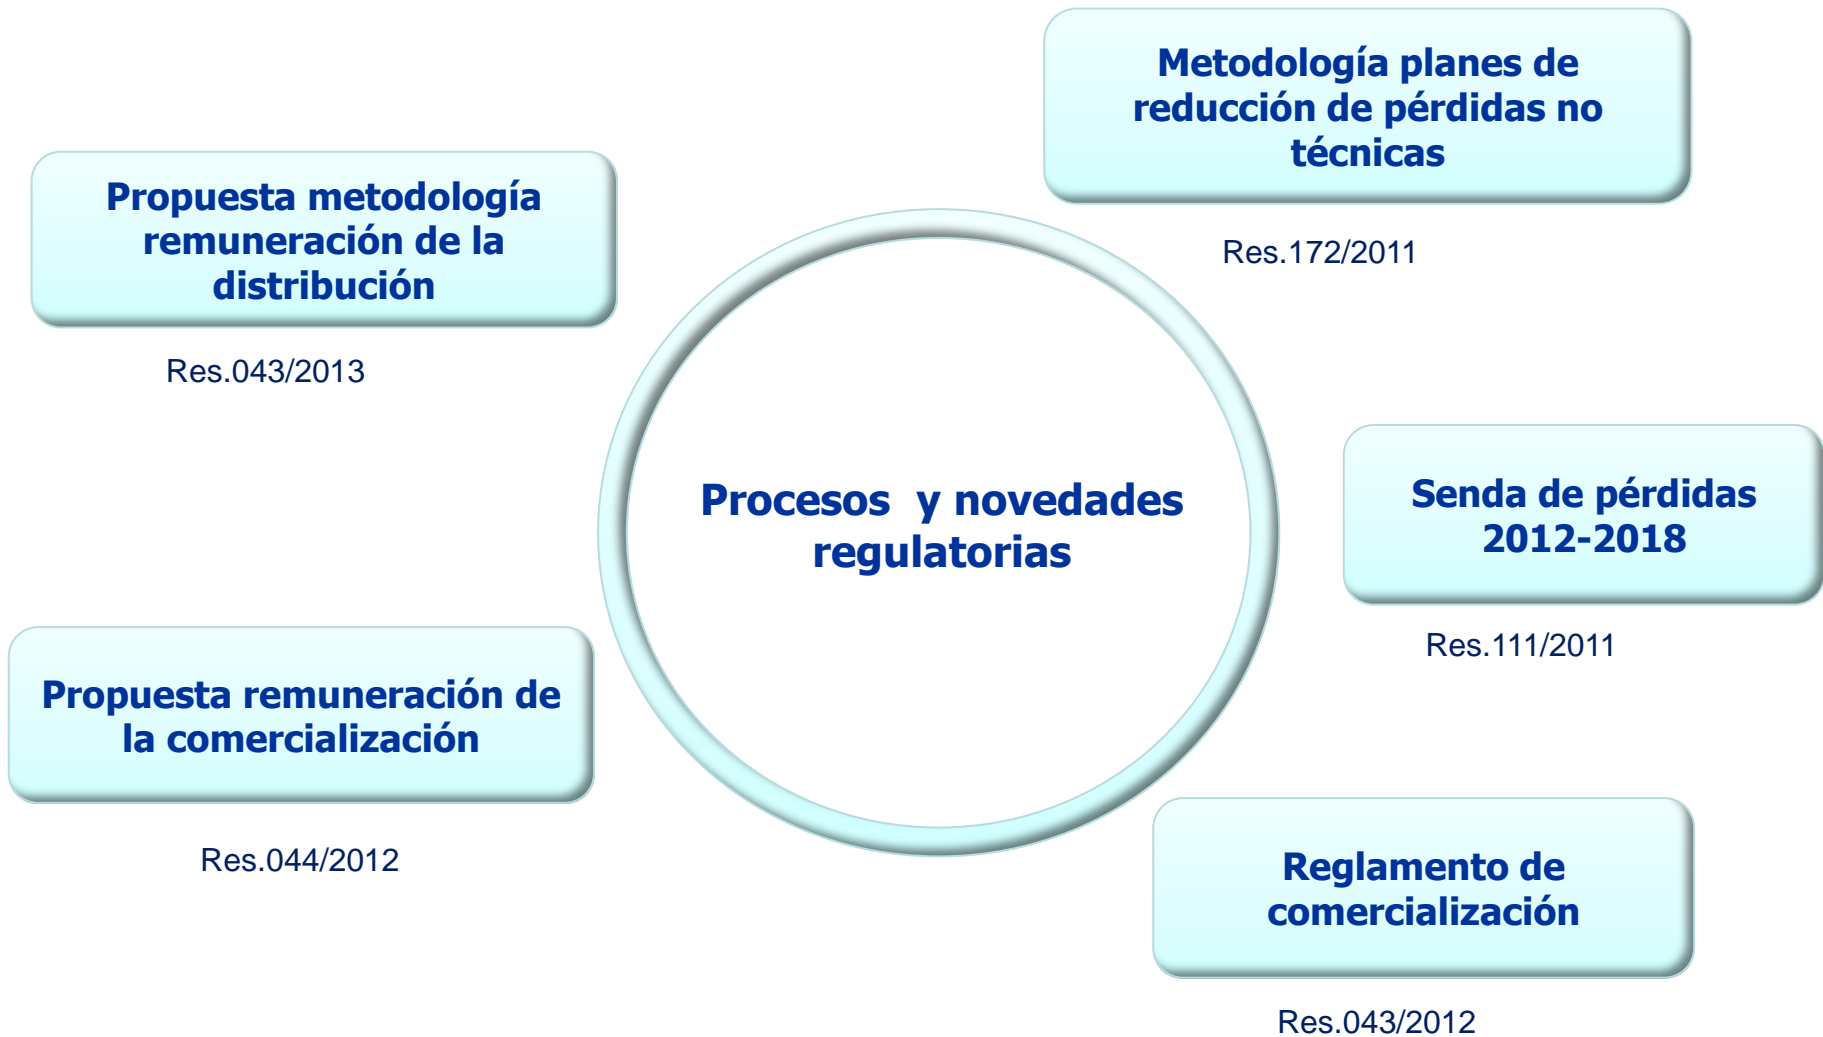 Metodología planes de
reducción de pérdidas no
técnicas
Res.172/2011
Propuesta metodología
remuneración de la
distribución
Res.043/2013
Procesos y novedades
regulatorias
Senda de pérdidas
2012-2018
Res.111/2011
Propuesta remuneración de
la comercialización
Res.044/2012
Reglamento de
comercialización
Res.043/2012